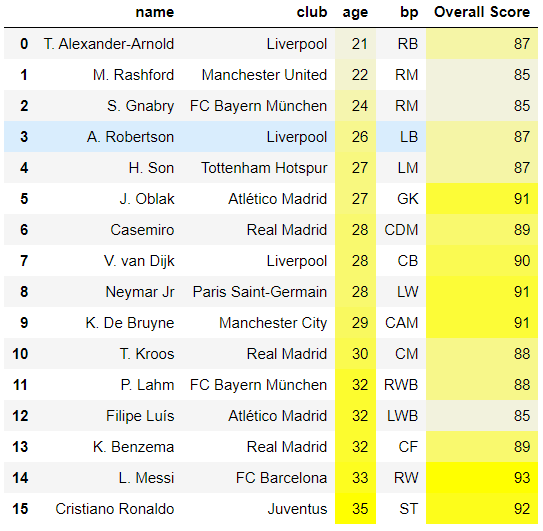 name club age bp Overall Score
0 T. Alexander-Arnold Liverpool 21 RB 87
1 M. Rashford Manchester United 22 RM 85
2 S. Gnabry FC Bayern München 24 RM 85
3 A. Robertson Liverpool 26 LB 87
4 H. Son Tottenham Hotspur 27 LM 87
5 J. Oblak Atlético Madrid 27 GK 91
6 Casemiro Real Madrid 28 CDM 89
7 V. van Dijk Liverpool 28 CB 90
8 Neymar Jr Paris Saint-Germain 28 LW 91
9 K. De Bruyne Manchester City 29 CAM 91
10 T. Kroos Real Madrid 30 CM 88
11 P. Lahm FC Bayern München 32 RWB 88
12 Filipe Luís Atlético Madrid 32 LWB 85
13 K. Benzema Real Madrid 32 CF 89
14 L. Messi FC Barcelona 33 RW 93
15 Cristiano Ronaldo Juventus 35 ST 92